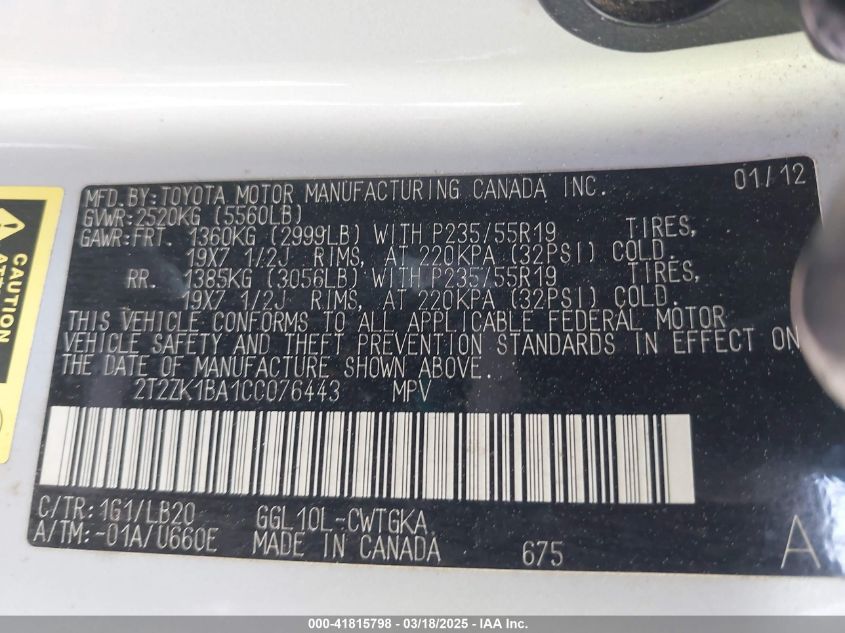 MFD.BY:TOYOTA MOTOR MANUFACTURING CANADA INC. 01/12
GVWR:2520KG (5560LB)
GAWR:FRT. 1360KG (2999LB) WITH P235/55R19 TIRES,
19X7 1/2J RIMS, AT 220KPA (32PSI) COLD.
RR. 1385KG (3056LB) WITH P235/55R19 TIRES,
19X7 1/2J RIMS, AT 220KPA (32PSI) COLD.
THIS VEHICLE CONFORMS TO ALL APPLICABLE FEDERAL MOTOR
VEHICLE SAFETY AND THEFT PREVENTION STANDARDS IN EFFECT ON
THE DATE OF MANUFACTURE SHOWN ABOVE.
2T2ZK1BA1CC076443 MPV
C/TR: 1G1/LB20 GGL10L-CWTGKA
A/TM: -01A/U660E MADE IN CANADA 675 A
CAUTION
000-41815798 - 03/18/2025 - IAA Inc.